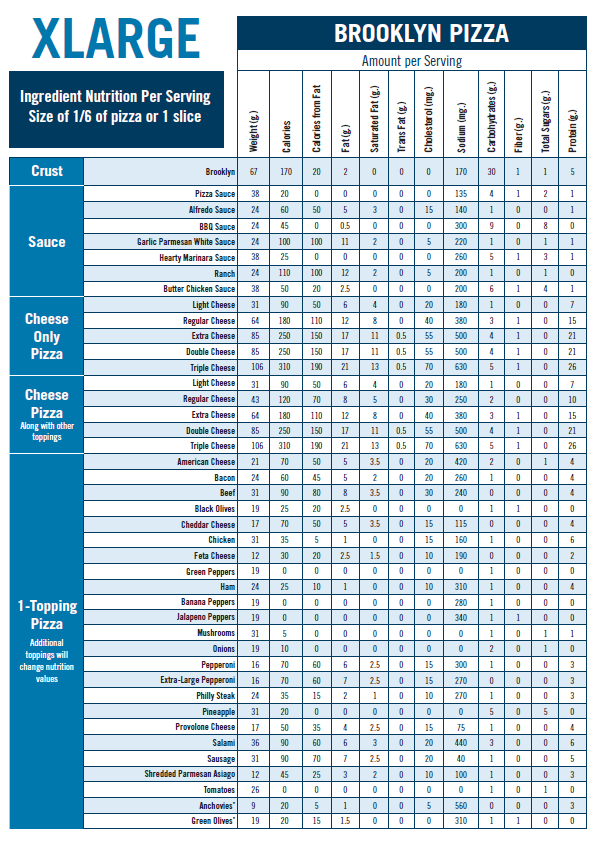 XLARGE
BROOKLYN PIZZA
Amount per Serving
Ingredient Nutrition Per Serving
Size of 1/6 of pizza or 1 slice
Weight (g.) Calories Calories from Fat Fat (g.) Saturated Fat (g.) Trans Fat (g.) Cholesterol (mg.) Sodium (mg.) Carbohydrates (g.) Fiber (g.) Total Sugars (g.) Protein (g.)
Crust
Brooklyn 67 170 20 2 0 0 0 170 30 1 1 5
Sauce
Pizza Sauce 38 20 0 0 0 0 0 135 4 1 2 1
Alfredo Sauce 24 60 50 5 3 0 15 140 1 0 0 1
BBQ Sauce 24 45 0 0.5 0 0 0 300 9 0 8 0
Garlic Parmesan White Sauce 24 100 100 11 2 0 5 220 1 0 1 1
Hearty Marinara Sauce 38 25 0 0 0 0 0 260 5 1 3 1
Ranch 24 110 100 12 2 0 5 200 1 0 1 0
Butter Chicken Sauce 38 50 20 2.5 0 0 0 200 6 1 4 1
Cheese
Only
Pizza
Light Cheese 31 90 50 6 4 0 20 180 1 0 0 7
Regular Cheese 64 180 110 12 8 0 40 380 3 1 0 15
Extra Cheese 85 250 150 17 11 0.5 55 500 4 1 0 21
Double Cheese 85 250 150 17 11 0.5 55 500 4 1 0 21
Triple Cheese 106 310 190 21 13 0.5 70 630 5 1 0 26
Cheese
Pizza
Along with other
toppings
Light Cheese 31 90 50 6 4 0 20 180 1 0 0 7
Regular Cheese 43 120 70 8 5 0 30 250 2 0 0 10
Extra Cheese 64 180 110 12 8 0 40 380 3 1 0 15
Double Cheese 85 250 150 17 11 0.5 55 500 4 1 0 21
Triple Cheese 106 310 190 21 13 0.5 70 630 5 1 0 26
1-Topping
Pizza
Additional
toppings will
change nutrition
values
American Cheese 21 70 50 5 3.5 0 20 420 2 0 1 4
Bacon 24 60 45 5 2 0 20 260 1 0 0 4
Beef 31 90 80 8 3.5 0 30 240 0 0 0 4
Black Olives 19 25 20 2.5 0 0 0 0 1 1 0 0
Cheddar Cheese 17 70 50 5 3.5 0 15 115 0 0 0 4
Chicken 31 35 5 1 0 0 15 160 1 0 0 6
Feta Cheese 12 30 20 2.5 1.5 0 10 190 0 0 0 2
Green Peppers 19 0 0 0 0 0 0 0 1 0 0 0
Ham 24 25 10 1 0 0 10 310 1 0 0 4
Banana Peppers 19 0 0 0 0 0 0 280 1 0 0 0
Jalapeno Peppers 19 0 0 0 0 0 0 340 1 1 0 0
Mushrooms 31 5 0 0 0 0 0 0 1 0 1 1
Onions 19 10 0 0 0 0 0 0 2 0 1 0
Pepperoni 16 70 60 6 2.5 0 15 300 1 0 0 3
Extra-Large Pepperoni 16 70 60 7 2.5 0 15 270 0 0 0 3
Philly Steak 24 35 15 2 1 0 10 270 1 0 0 3
Pineapple 31 20 0 0 0 0 0 0 5 0 5 0
Provolone Cheese 17 50 35 4 2.5 0 15 75 1 0 0 4
Salami 36 90 60 6 3 0 20 440 3 0 0 6
Sausage 31 90 70 7 2.5 0 20 40 1 0 0 5
Shredded Parmesan Asiago 12 45 25 3 2 0 10 100 1 0 0 3
Tomatoes 26 0 0 0 0 0 0 0 1 0 1 0
Anchovies* 9 20 5 1 0 0 5 560 0 0 0 3
Green Olives* 19 20 15 1.5 0 0 0 310 1 1 0 0